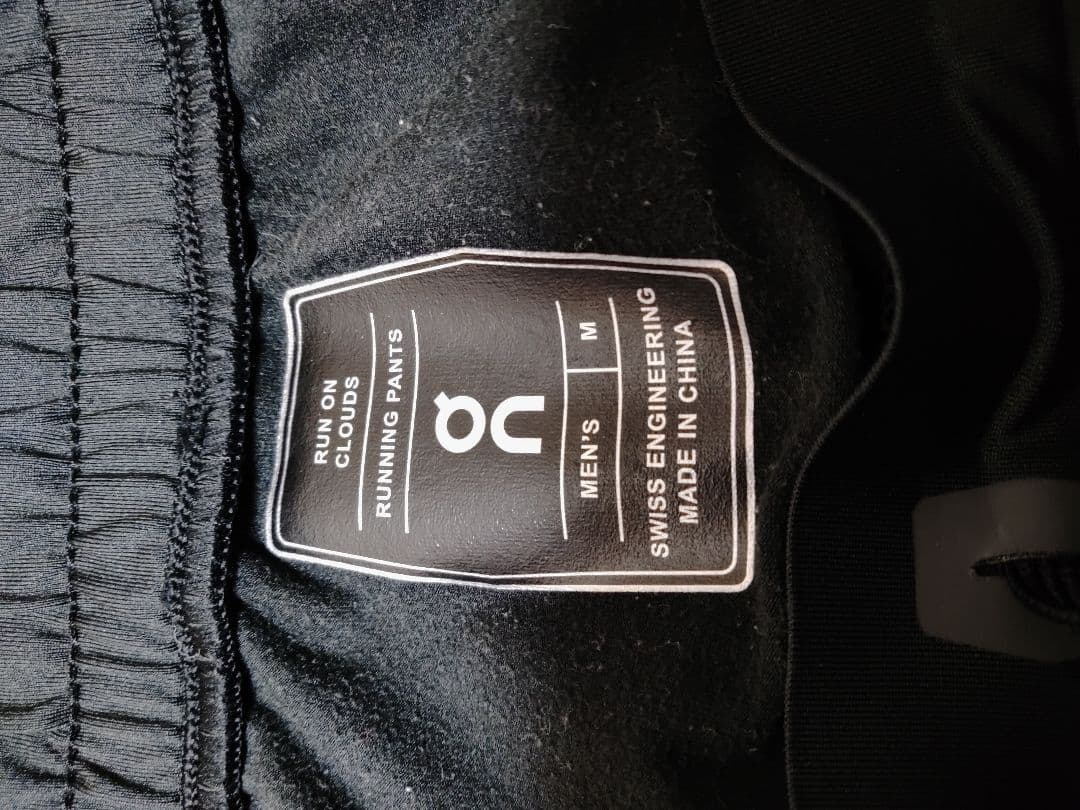 RUN ON
CLOUDS
RUNNING PANTS
On
MEN'S M
SWISS ENGINEERING
MADE IN CHINA